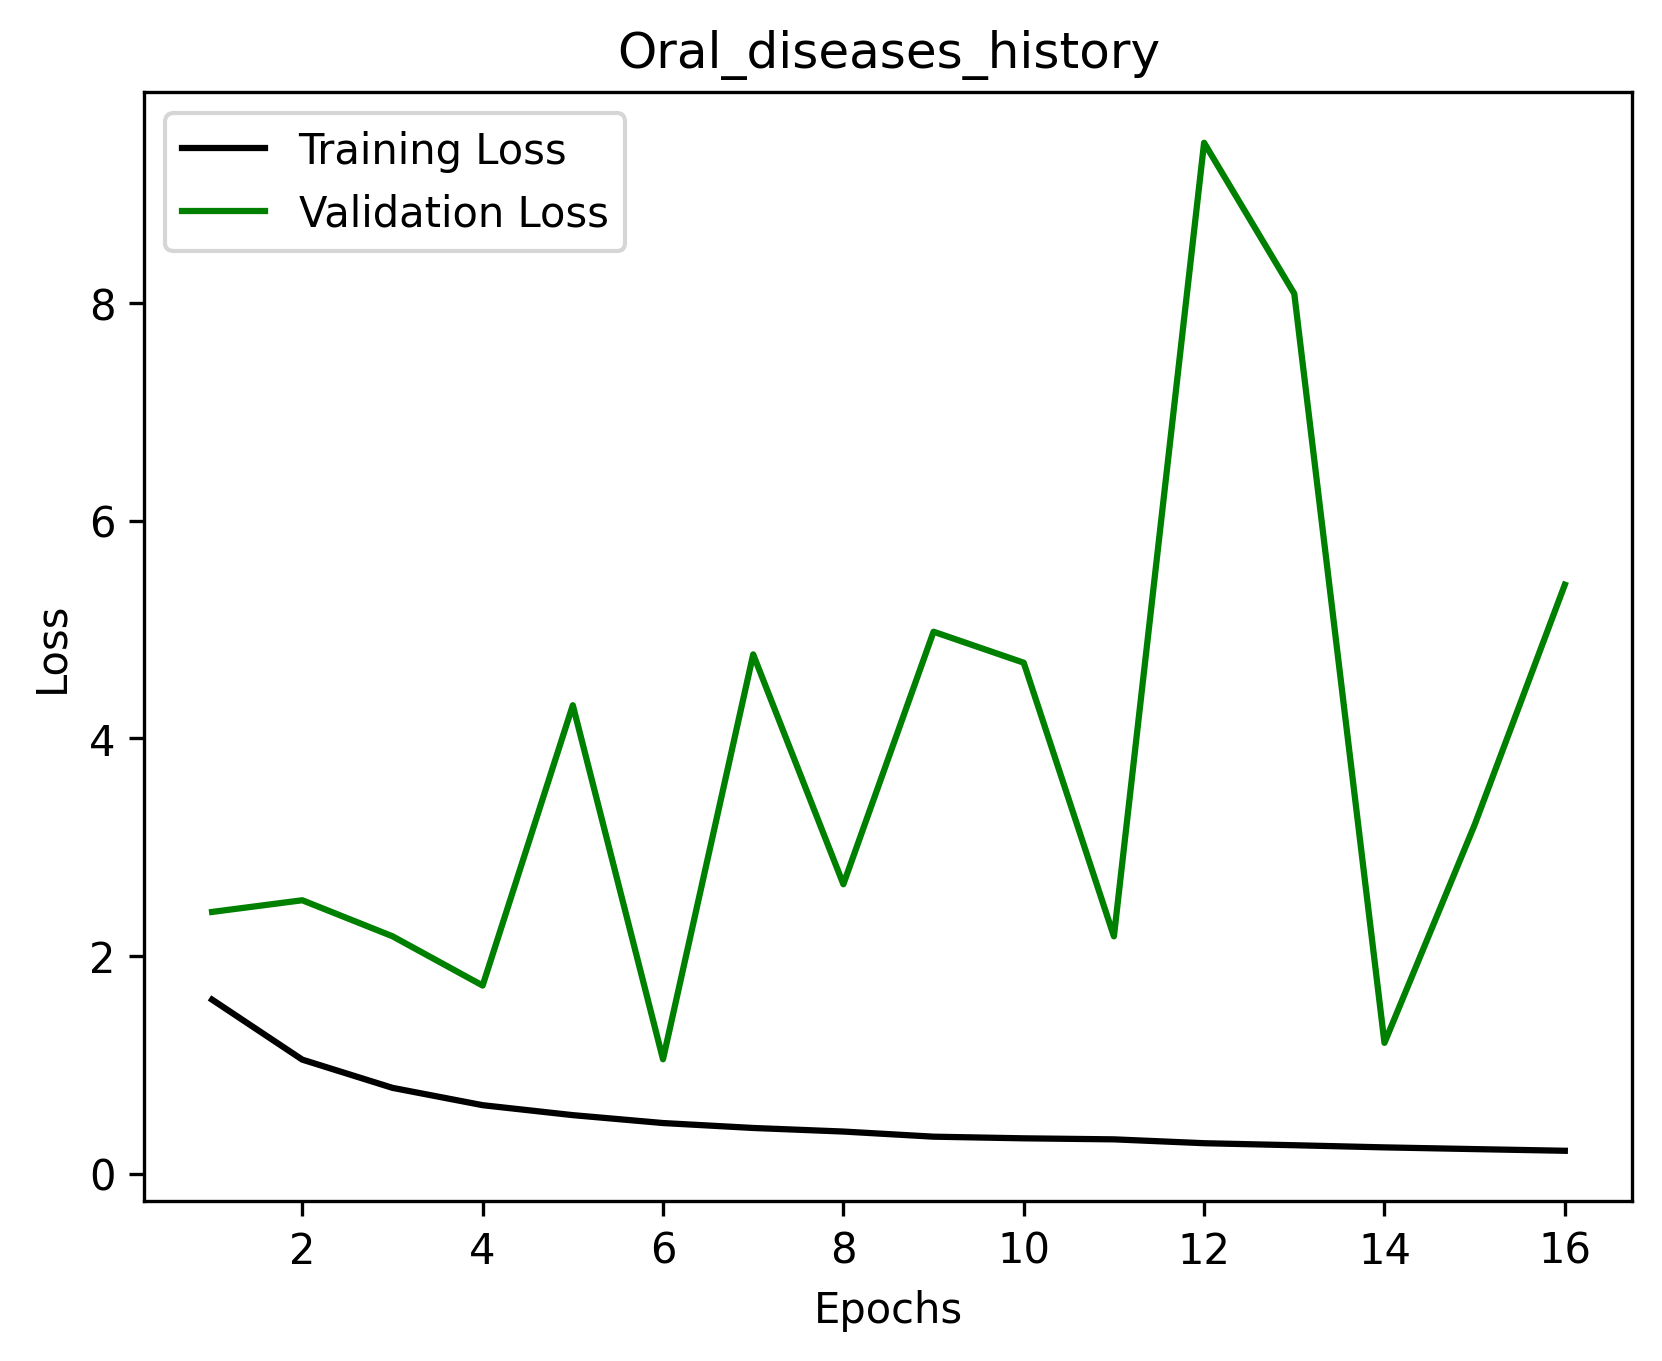 Oral_diseases_history
Training Loss
Validation Loss
8
6
4
2
0
Loss
2 4 6 8 10 12 14 16
Epochs